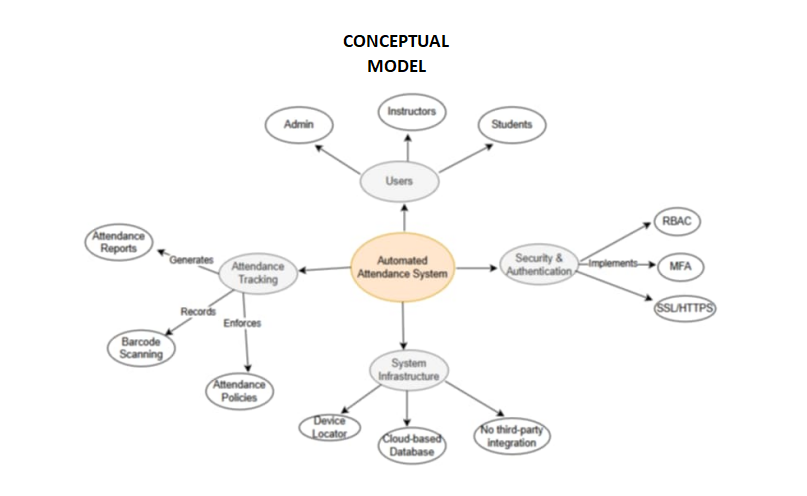 CONCEPTUAL
MODEL
Instructors
Admin
Students
Users
RBAC
Attendance
Reports
Generates
Attendance
Tracking
Automated
Attendance System
Security &
Authentication
Implements
MFA
SSL/HTTPS
Records
Enforces
Barcode
Scanning
Attendance
Policies
System
Infrastructure
Device
Locator
Cloud-based
Database
No third-party
integration